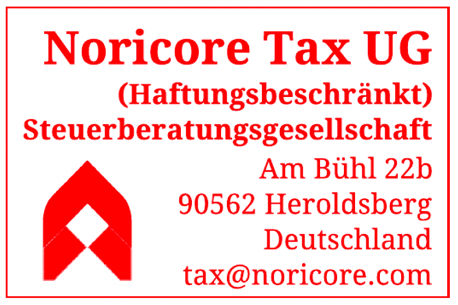 Noricore Tax UG
(Haftungsbeschränkt)
Steuerberatungsgesellschaft
Am Bühl 22b
90562 Heroldsberg
Deutschland
tax@noricore.com